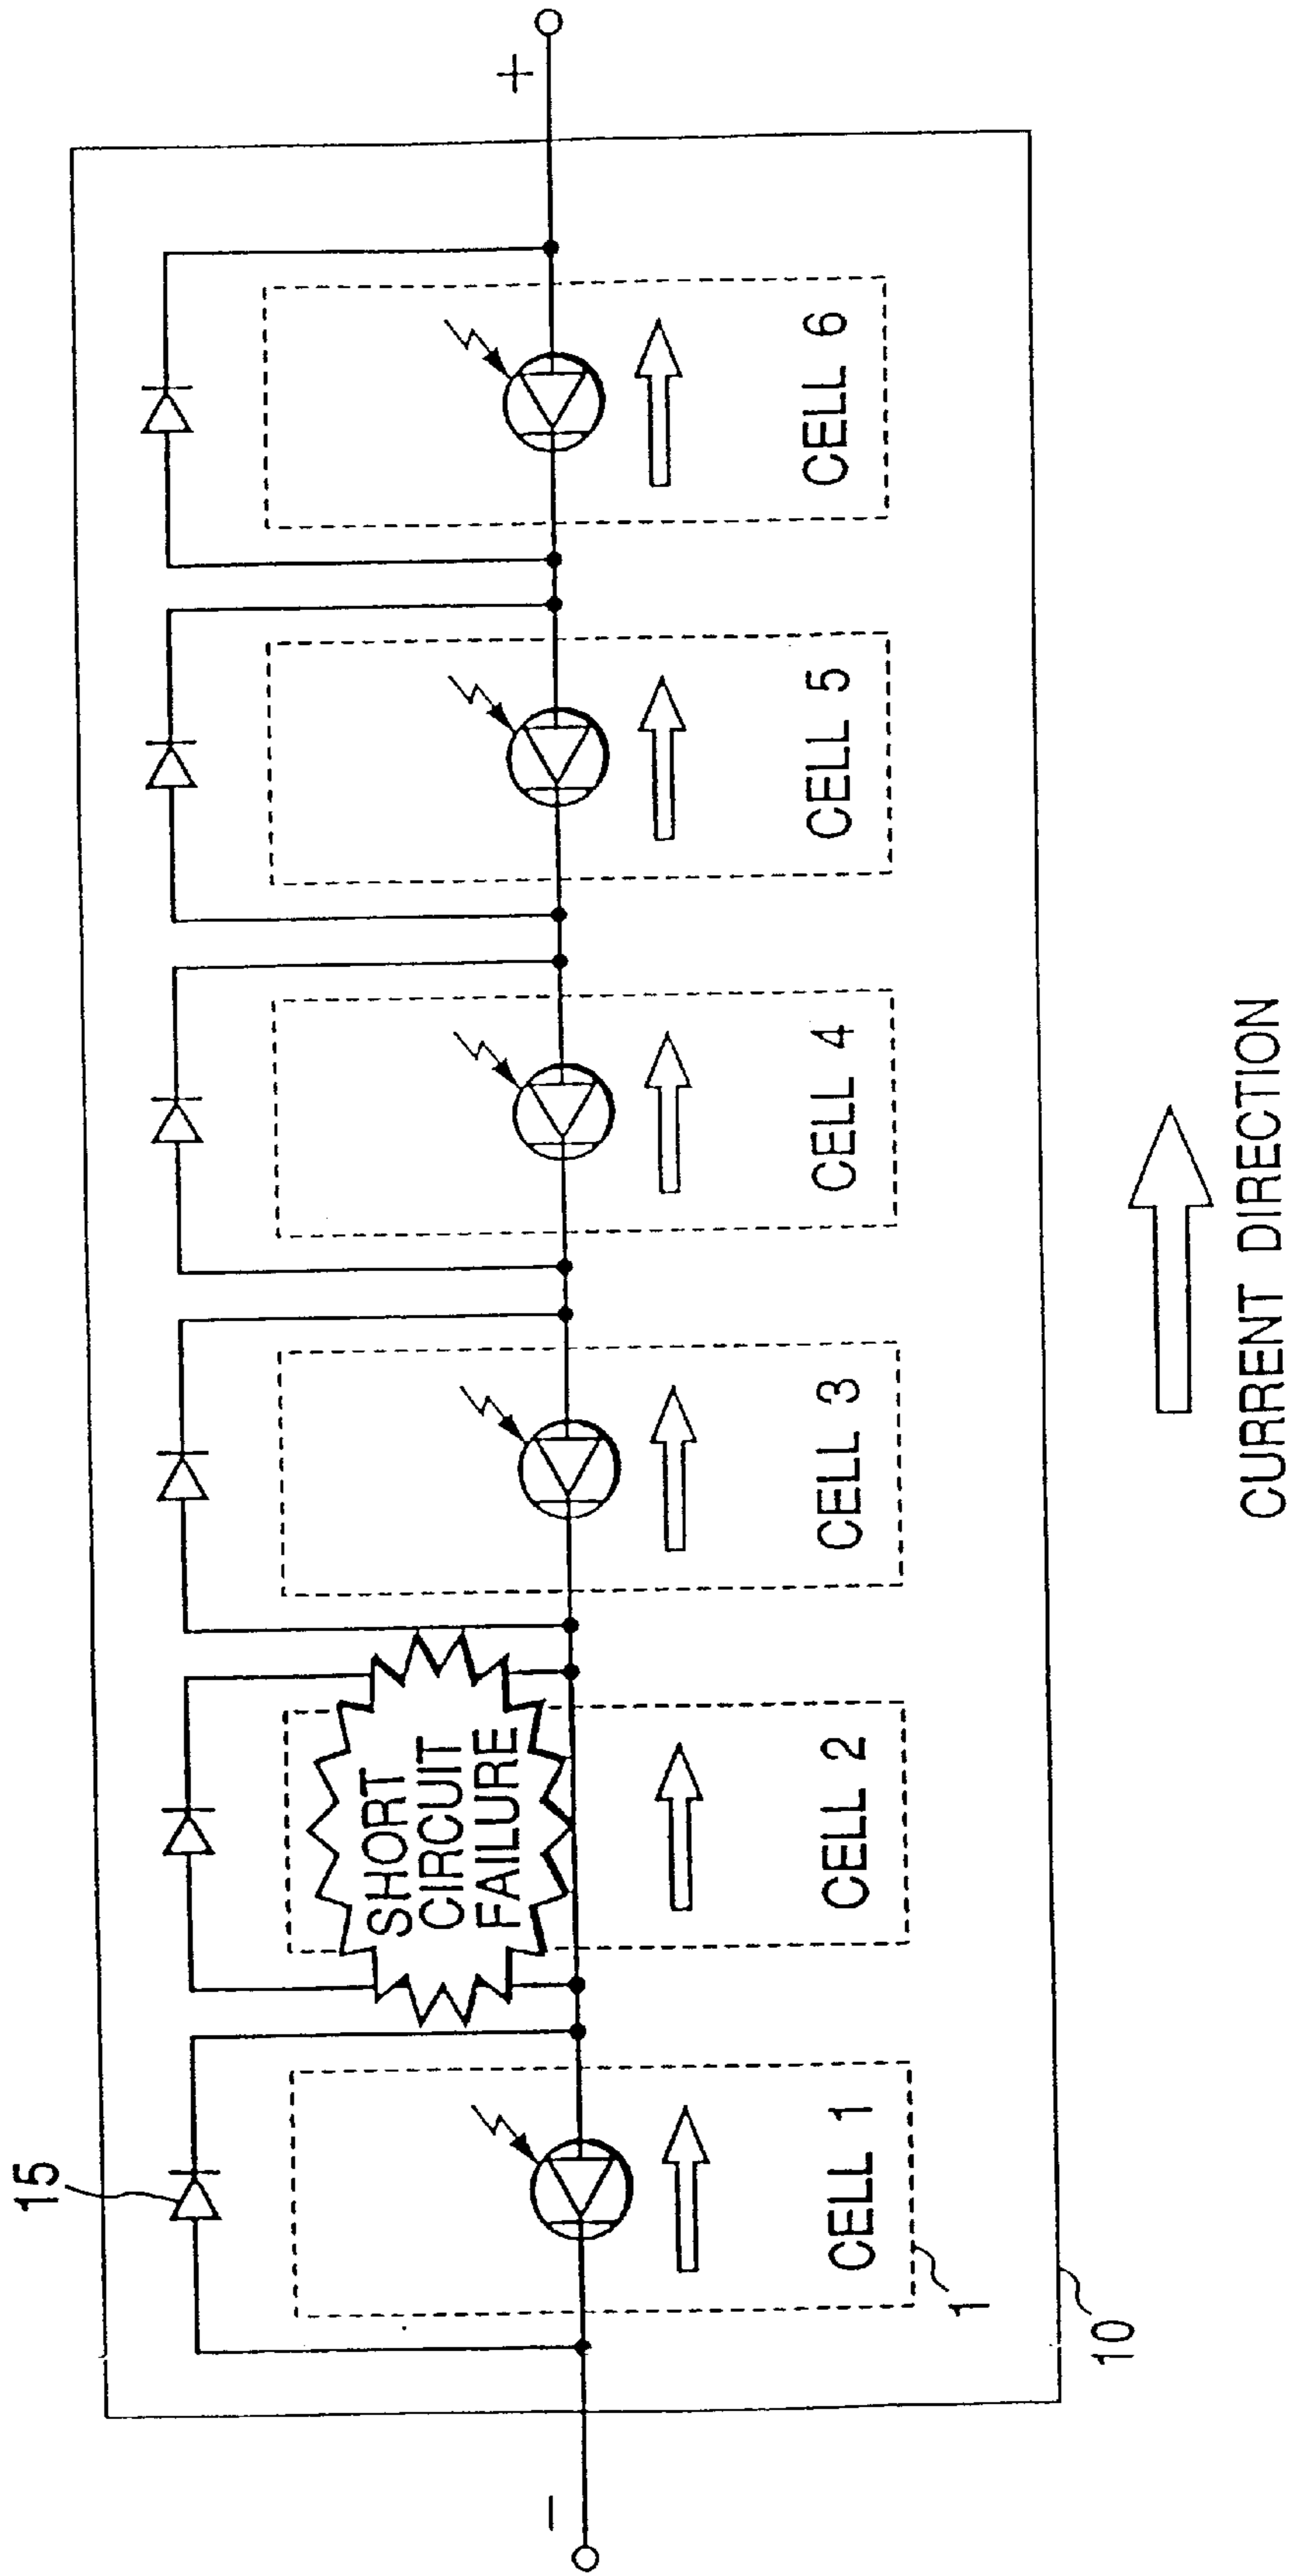 15
−
+
SHORT
CIRCUIT
FAILURE
CELL 1
CELL 2
CELL 3
CELL 4
CELL 5
CELL 6
1
10
CURRENT DIRECTION